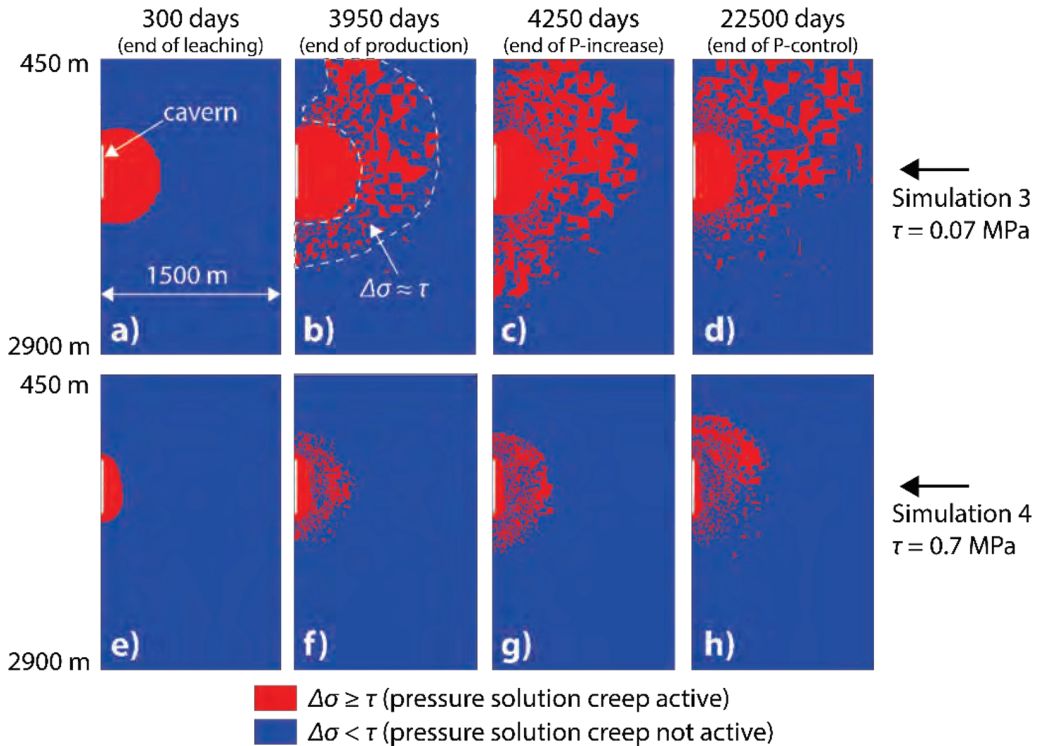 300 days
(end of leaching)
3950 days
(end of production)
4250 days
(end of P-increase)
22500 days
(end of P-control)
450 m
cavern
1500 m
Δσ ≈ τ
a)
b)
c)
d)
2900 m
Simulation 3
τ = 0.07 MPa
450 m
e)
f)
g)
h)
2900 m
Simulation 4
τ = 0.7 MPa
Δσ ≥ τ (pressure solution creep active)
Δσ < τ (pressure solution creep not active)